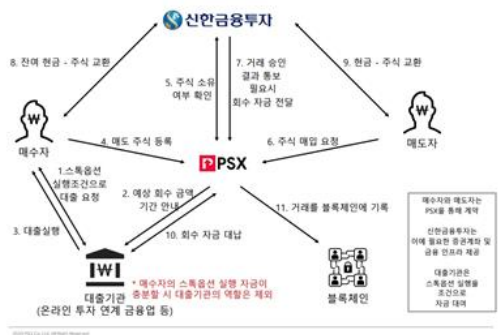 신한금융투자
8. 잔여 현금 - 주식 교환
5. 주식 소유
여부 확인
7. 거래 승인
결과 통보
필요시
회수 자금 전달
9. 현금 - 주식 교환
매수자
4. 매도 주식 등록
6. 주식 매입 요청
매도자
PSX
1.스톡옵션
실행조건으로
대출 요청
2. 예상 회수 금액
기간 안내
11. 거래를 블록체인에 기록
3. 대출실행
10. 회수 자금 대납
대출기관
(온라인 투자 연계 금융업 등)
* 매수자의 스톡옵션 실행 자금이
충분할 시 대출기관의 역할은 제외
블록체인
매수자와 매도자는
PSX를 통해 계약
신한금융투자는
이에 필요한 증권계좌 및
금융 인프라 제공
대출기관은
스톡옵션 실행을
조건으로
자금 대여